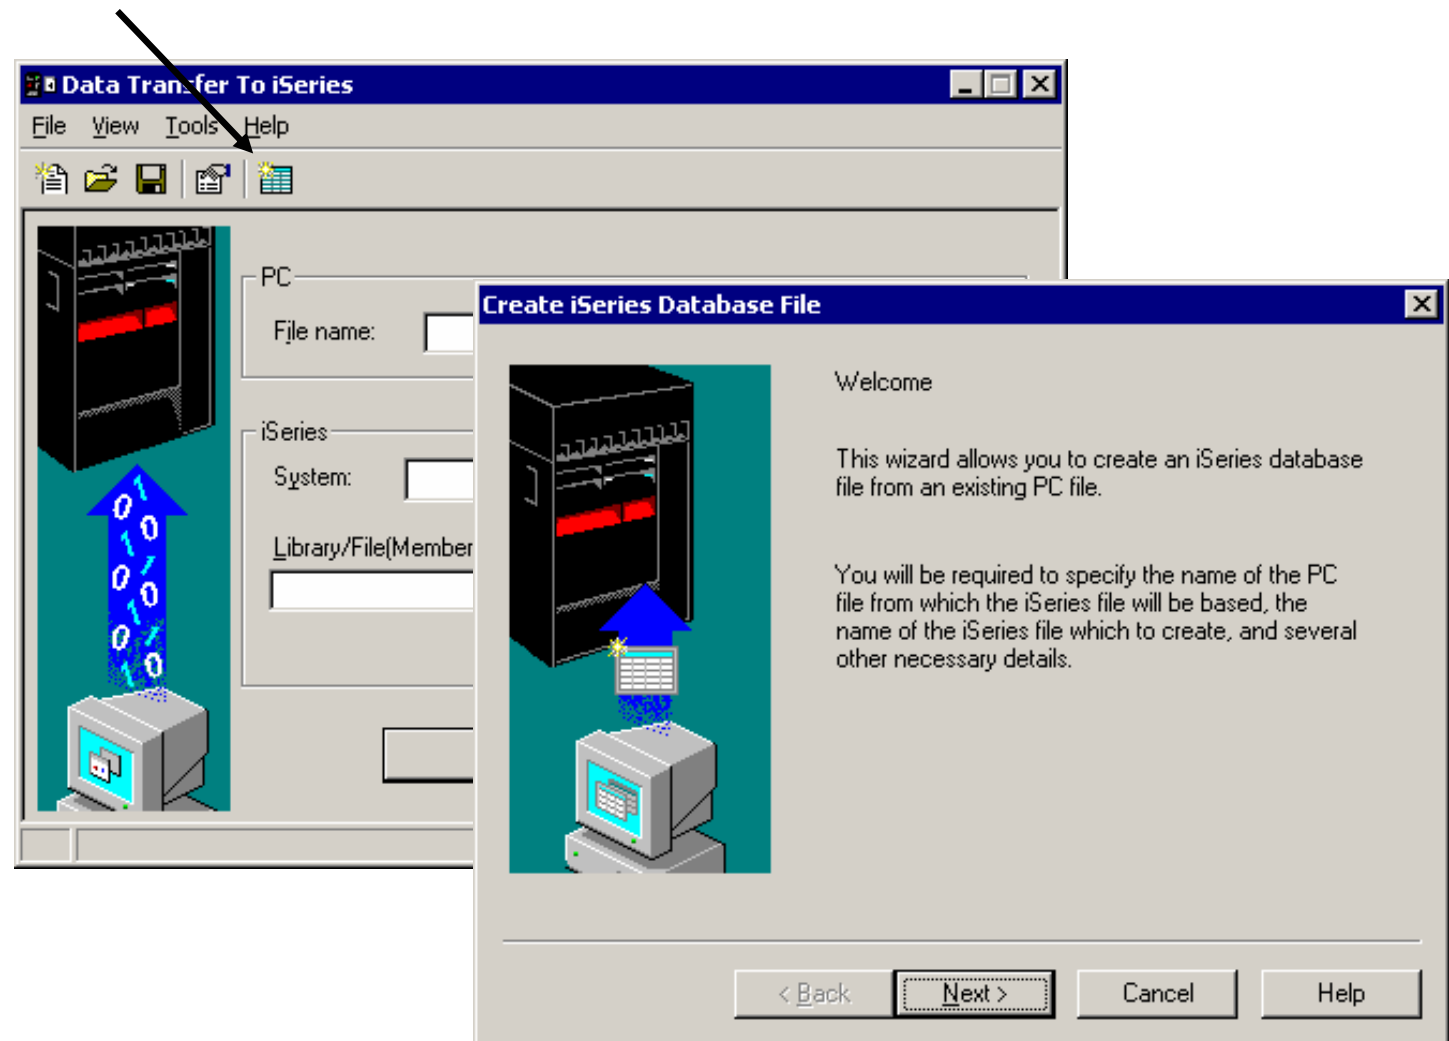 Data Transfer To iSeries
File View Tools Help
PC
File name:
iSeries
System:
Library/File(Member
Create iSeries Database File
Welcome
This wizard allows you to create an iSeries database
file from an existing PC file.
You will be required to specify the name of the PC
file from which the iSeries file will be based, the
name of the iSeries file which to create, and several
other necessary details.
< Back Next > Cancel Help